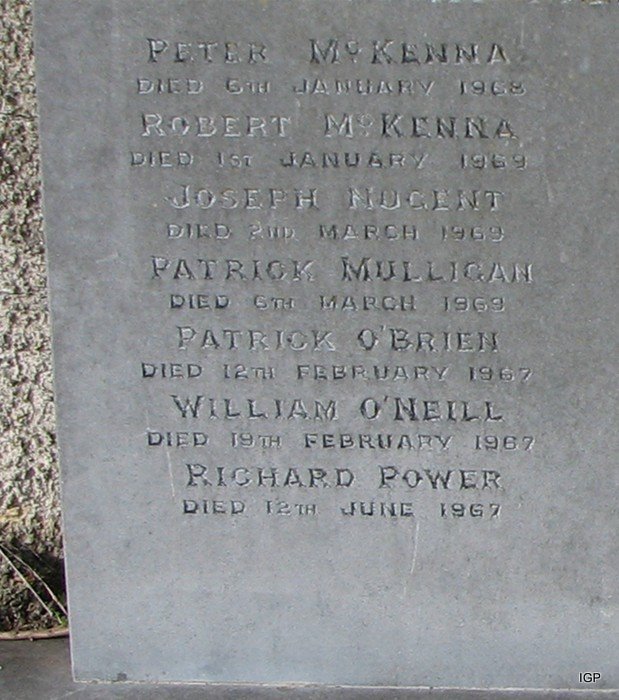 PETER McKENNA
DIED 6TH JANUARY 1968
ROBERT McKENNA
DIED 1ST JANUARY 1969
JOSEPH NUGENT
DIED 2ND MARCH 1969
PATRICK MULLIGAN
DIED 6TH MARCH 1969
PATRICK O'BRIEN
DIED 12TH FEBRUARY 1967
WILLIAM O'NEILL
DIED 19TH FEBRUARY 1967
RICHARD POWER
DIED 12TH JUNE 1967
IGP